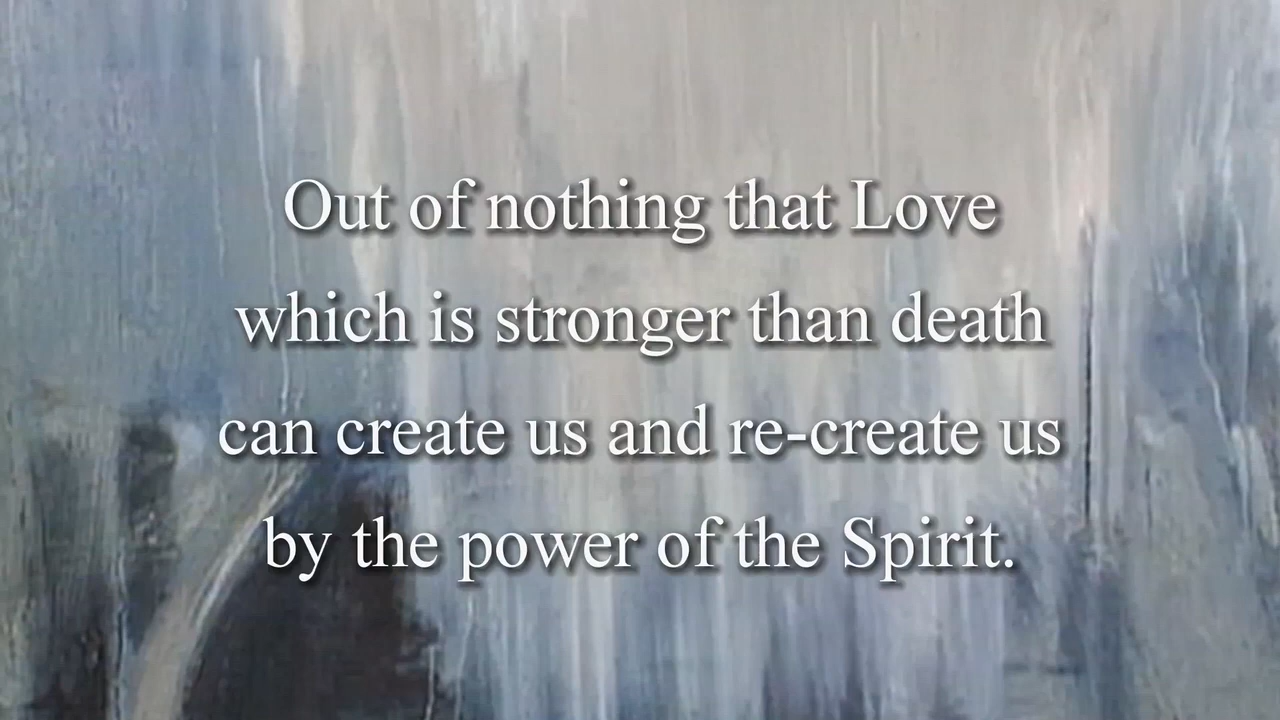 Out of nothing that Love
which is stronger than death
can create us and re-create us
by the power of the Spirit.